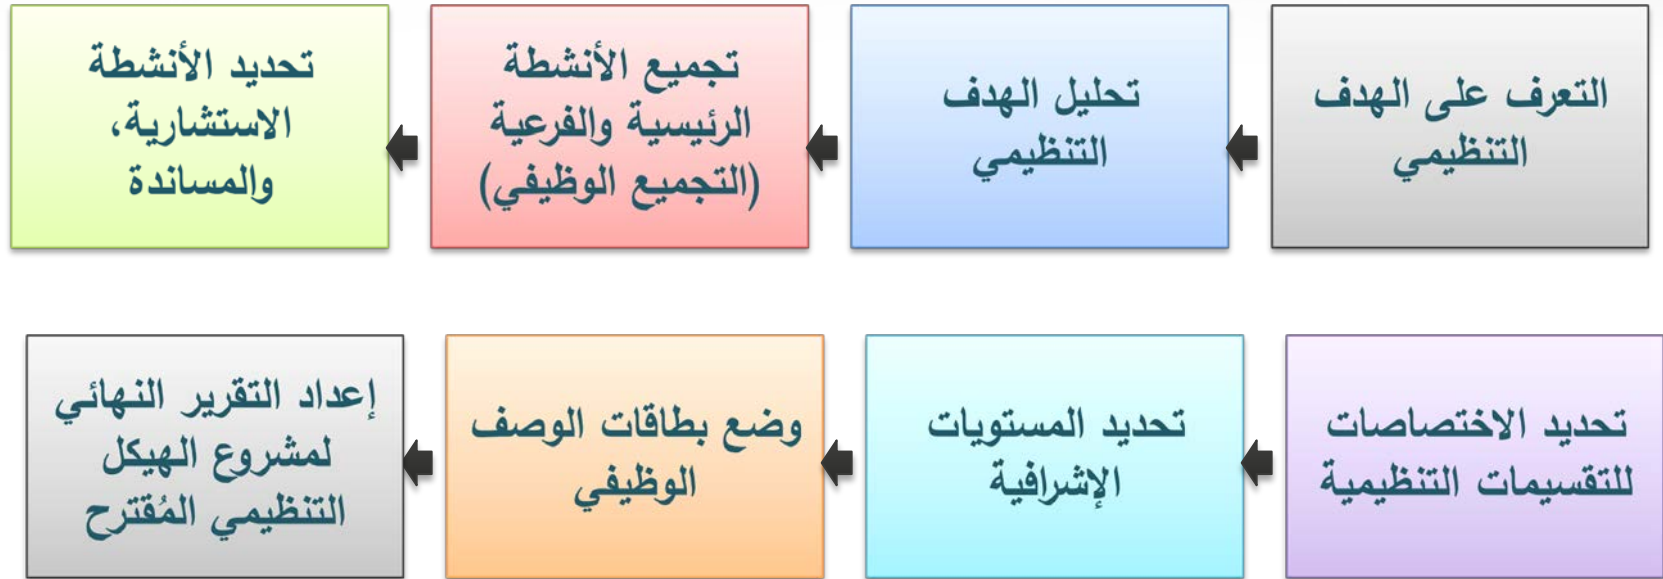 التعرف على الهدف
التنظيمي
تحليل الهدف
التنظيمي
تجميع الأنشطة
الرئيسية والفرعية
(التجميع الوظيفي)
تحديد الأنشطة
الاستشارية،
والمساندة
تحديد الاختصاصات
للتقسيمات التنظيمية
تحديد المستويات
الإشرافية
وضع بطاقات الوصف
الوظيفي
إعداد التقرير النهائي
لمشروع الهيكل
التنظيمي المُقترح